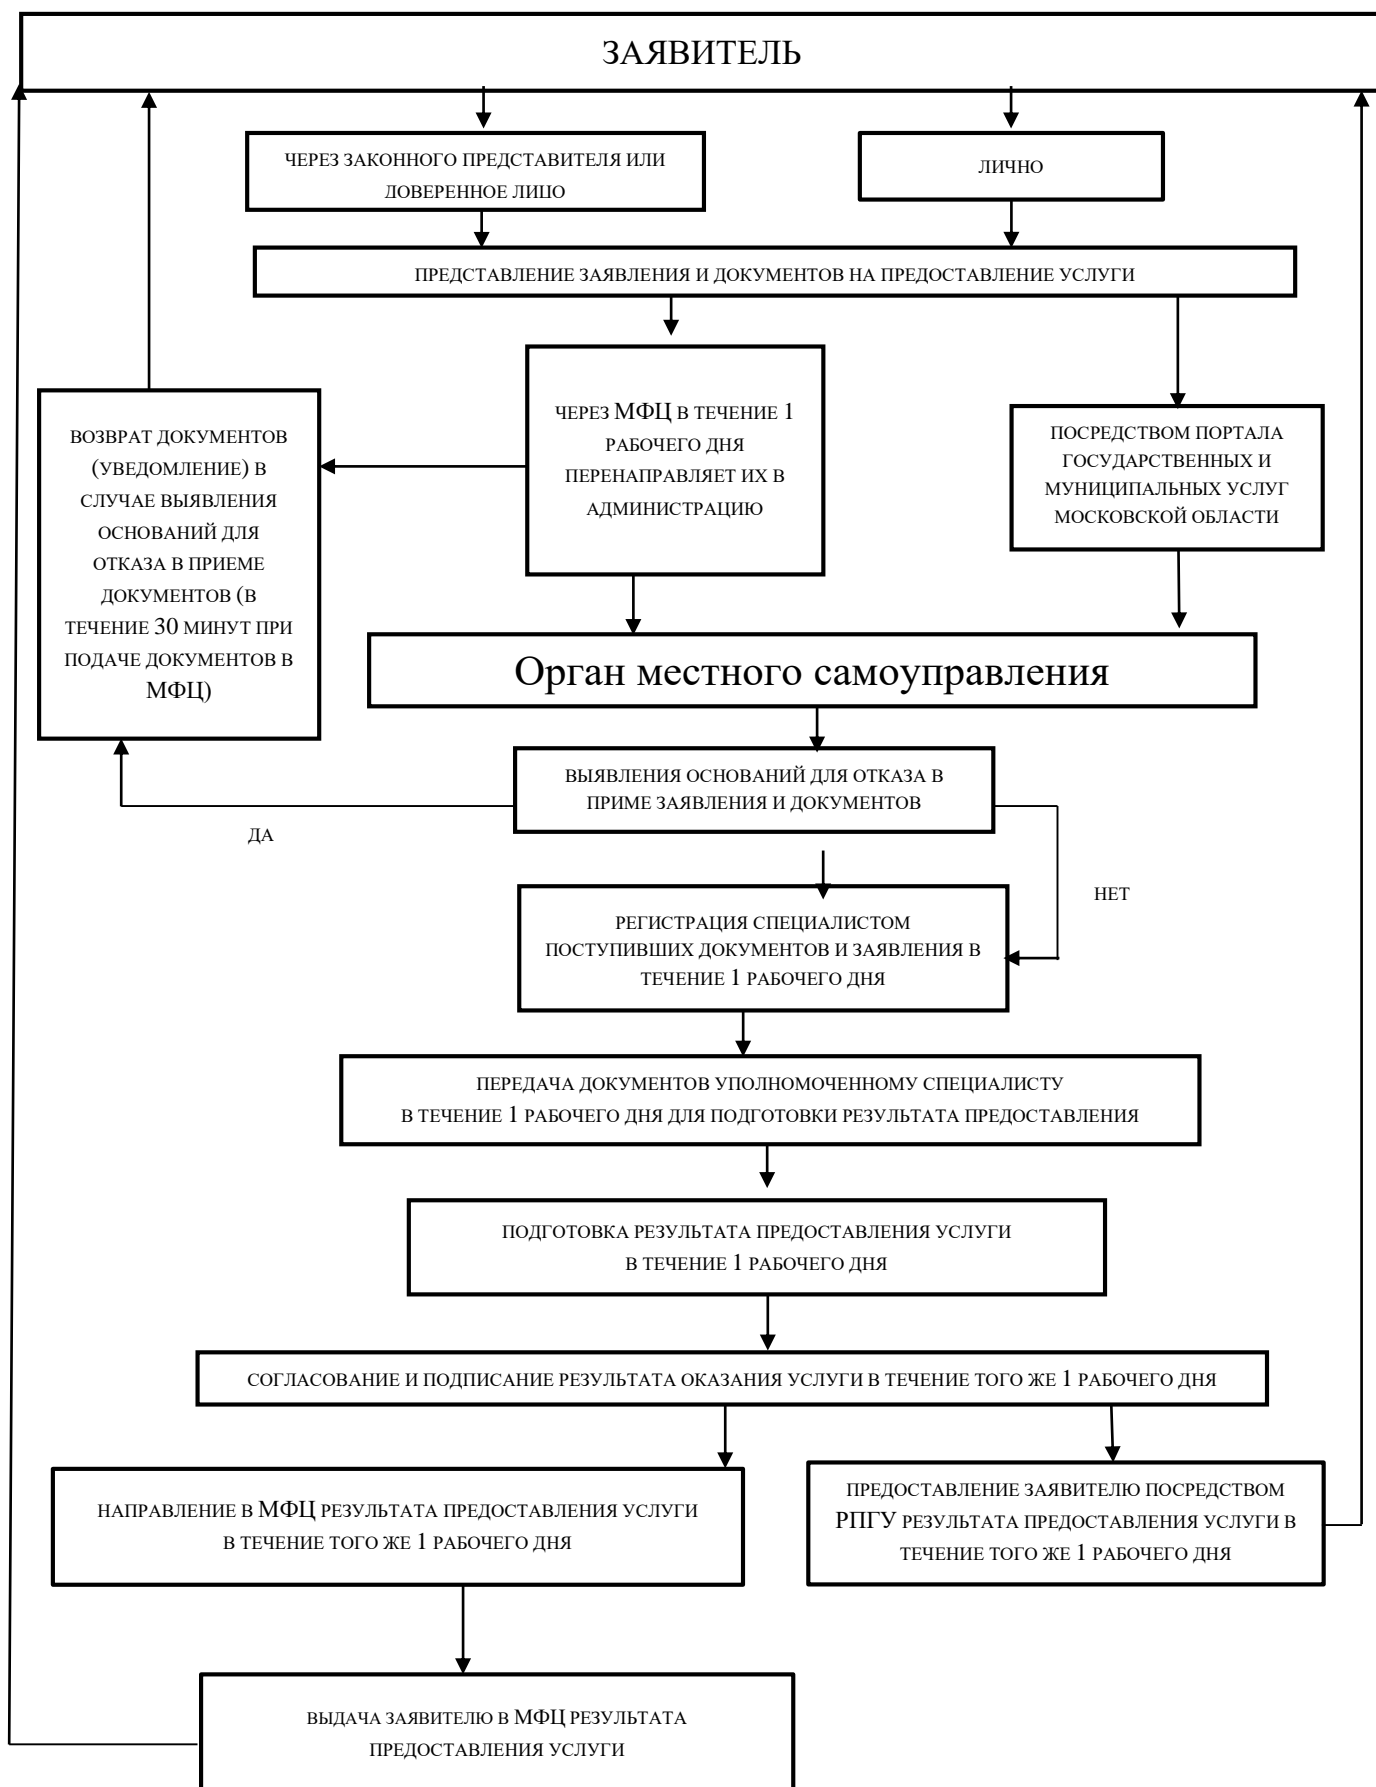 ЗАЯВИТЕЛЬ
ЧЕРЕЗ ЗАКОННОГО ПРЕДСТАВИТЕЛЯ ИЛИ
ДОВЕРЕННОЕ ЛИЦО
ЛИЧНО
ПРЕДСТАВЛЕНИЕ ЗАЯВЛЕНИЯ И ДОКУМЕНТОВ НА ПРЕДОСТАВЛЕНИЕ УСЛУГИ
ЧЕРЕЗ МФЦ В ТЕЧЕНИЕ 1
РАБОЧЕГО ДНЯ
ПЕРЕНАПРАВЛЯЕТ ИХ В
АДМИНИСТРАЦИЮ
ПОСРЕДСТВОМ ПОРТАЛА
ГОСУДАРСТВЕННЫХ И
МУНИЦИПАЛЬНЫХ УСЛУГ
МОСКОВСКОЙ ОБЛАСТИ
ВОЗВРАТ ДОКУМЕНТОВ
(УВЕДОМЛЕНИЕ) В
СЛУЧАЕ ВЫЯВЛЕНИЯ
ОСНОВАНИЙ ДЛЯ
ОТКАЗА В ПРИЕМЕ
ДОКУМЕНТОВ (В
ТЕЧЕНИЕ 30 МИНУТ ПРИ
ПОДАЧЕ ДОКУМЕНТОВ В
МФЦ)
Орган местного самоуправления
ВЫЯВЛЕНИЯ ОСНОВАНИЙ ДЛЯ ОТКАЗА В
ПРИМЕ ЗАЯВЛЕНИЯ И ДОКУМЕНТОВ
ДА
НЕТ
РЕГИСТРАЦИЯ СПЕЦИАЛИСТОМ
ПОСТУПИВШИХ ДОКУМЕНТОВ И ЗАЯВЛЕНИЯ В
ТЕЧЕНИЕ 1 РАБОЧЕГО ДНЯ
ПЕРЕДАЧА ДОКУМЕНТОВ УПОЛНОМОЧЕННОМУ СПЕЦИАЛИСТУ
В ТЕЧЕНИЕ 1 РАБОЧЕГО ДНЯ ДЛЯ ПОДГОТОВКИ РЕЗУЛЬТАТА ПРЕДОСТАВЛЕНИЯ
ПОДГОТОВКА РЕЗУЛЬТАТА ПРЕДОСТАВЛЕНИЯ УСЛУГИ
В ТЕЧЕНИЕ 1 РАБОЧЕГО ДНЯ
СОГЛАСОВАНИЕ И ПОДПИСАНИЕ РЕЗУЛЬТАТА ОКАЗАНИЯ УСЛУГИ В ТЕЧЕНИЕ ТОГО ЖЕ 1 РАБОЧЕГО ДНЯ
НАПРАВЛЕНИЕ В МФЦ РЕЗУЛЬТАТА ПРЕДОСТАВЛЕНИЯ УСЛУГИ
В ТЕЧЕНИЕ ТОГО ЖЕ 1 РАБОЧЕГО ДНЯ
ПРЕДОСТАВЛЕНИЕ ЗАЯВИТЕЛЮ ПОСРЕДСТВОМ
РПГУ РЕЗУЛЬТАТА ПРЕДОСТАВЛЕНИЯ УСЛУГИ В
ТЕЧЕНИЕ ТОГО ЖЕ 1 РАБОЧЕГО ДНЯ
ВЫДАЧА ЗАЯВИТЕЛЮ В МФЦ РЕЗУЛЬТАТА
ПРЕДОСТАВЛЕНИЯ УСЛУГИ